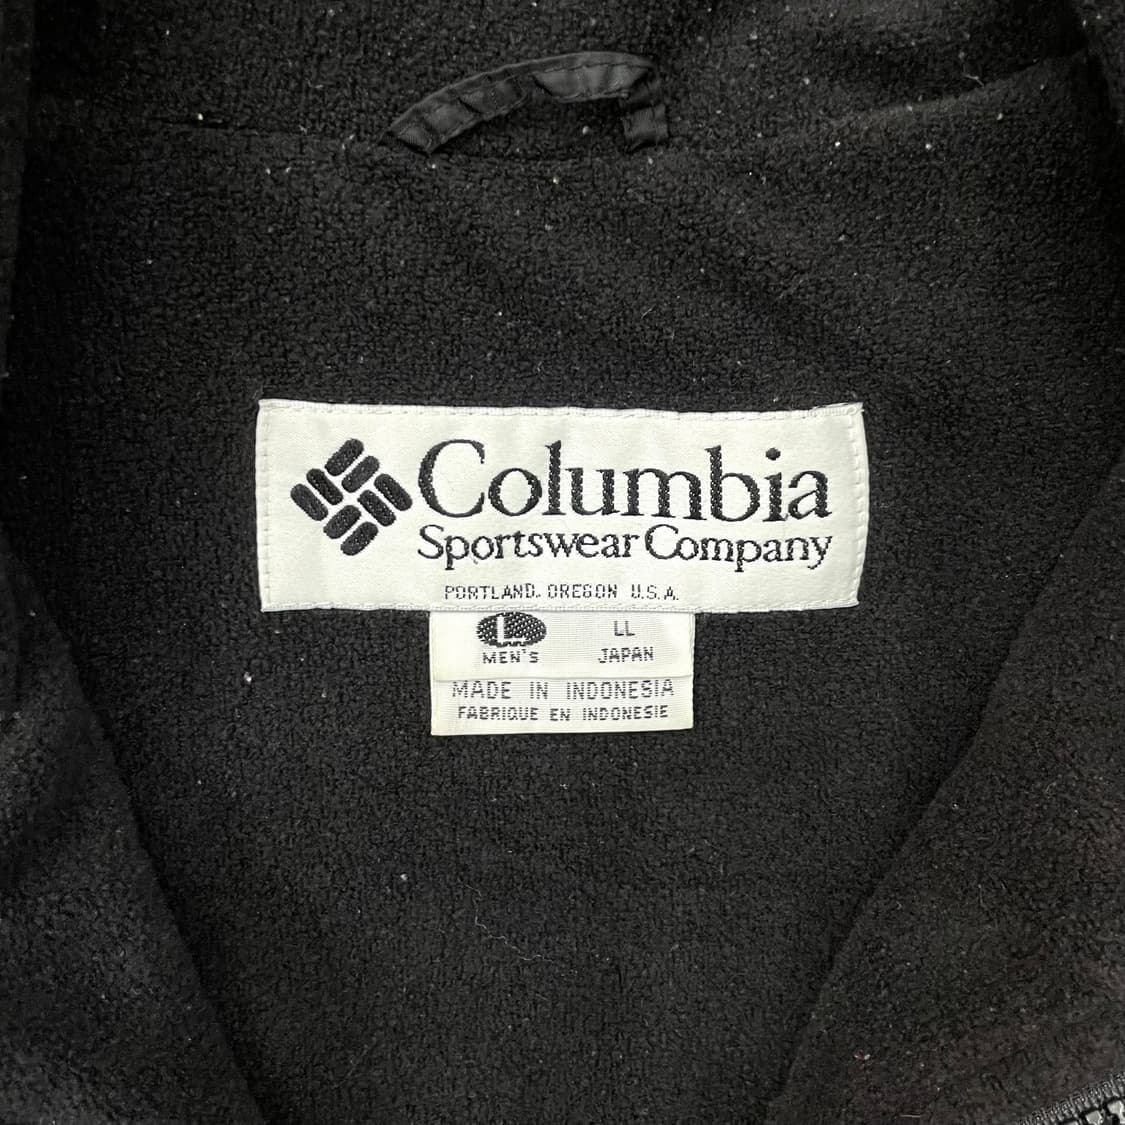 Columbia
Sportswear Company
PORTLAND. OREGON U.S.A.
L LL
MEN'S JAPAN
MADE IN INDONESIA
FABRIQUE EN INDONESIE